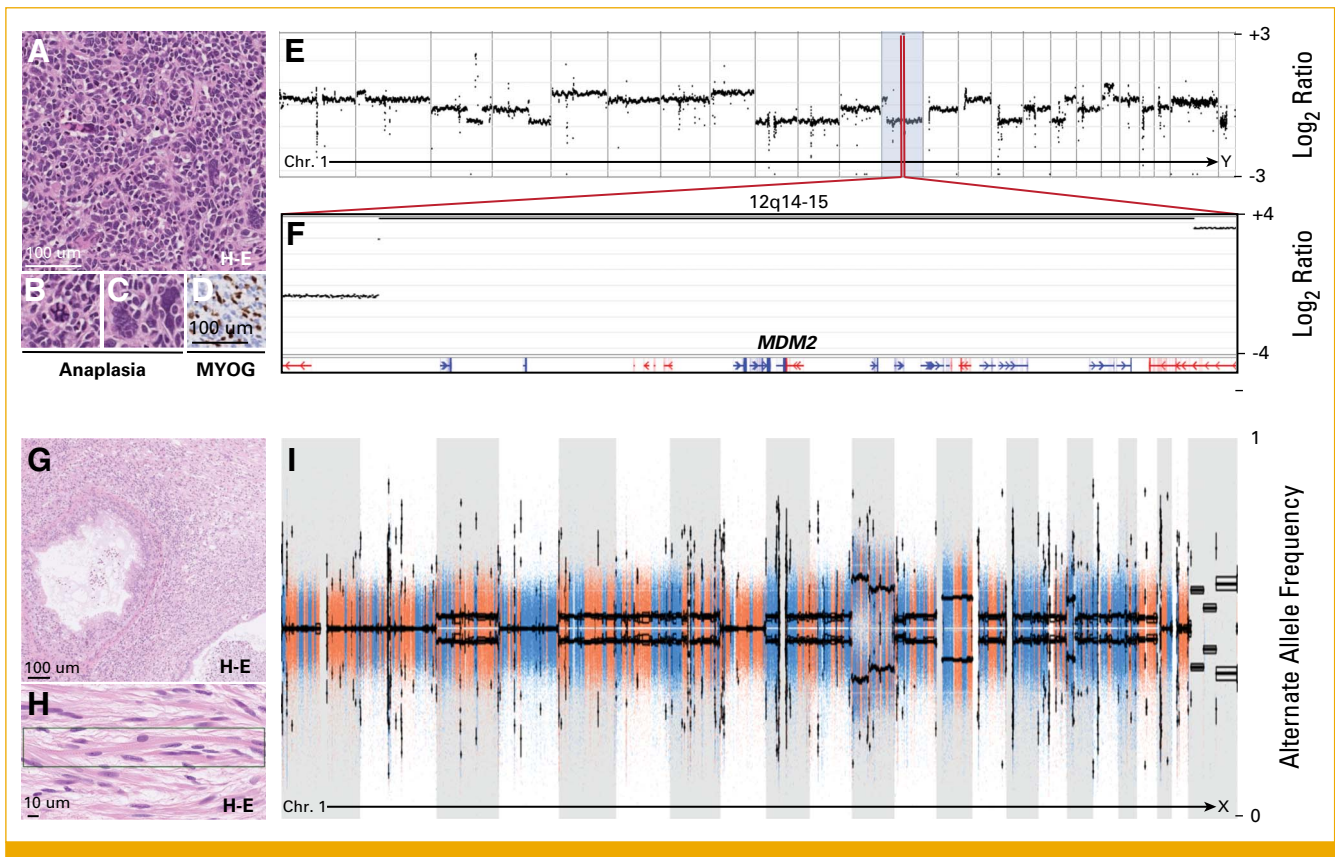 A
100 um
H-E
B
C
D
100 um
Anaplasia
MYOG
E
+3
Log2 Ratio
-3
Chr. 1
Y
12q14-15
F
+4
Log2 Ratio
-4
MDM2
G
100 um
H-E
H
10 um
H-E
I
1
Alternate Allele Frequency
0
Chr. 1
X